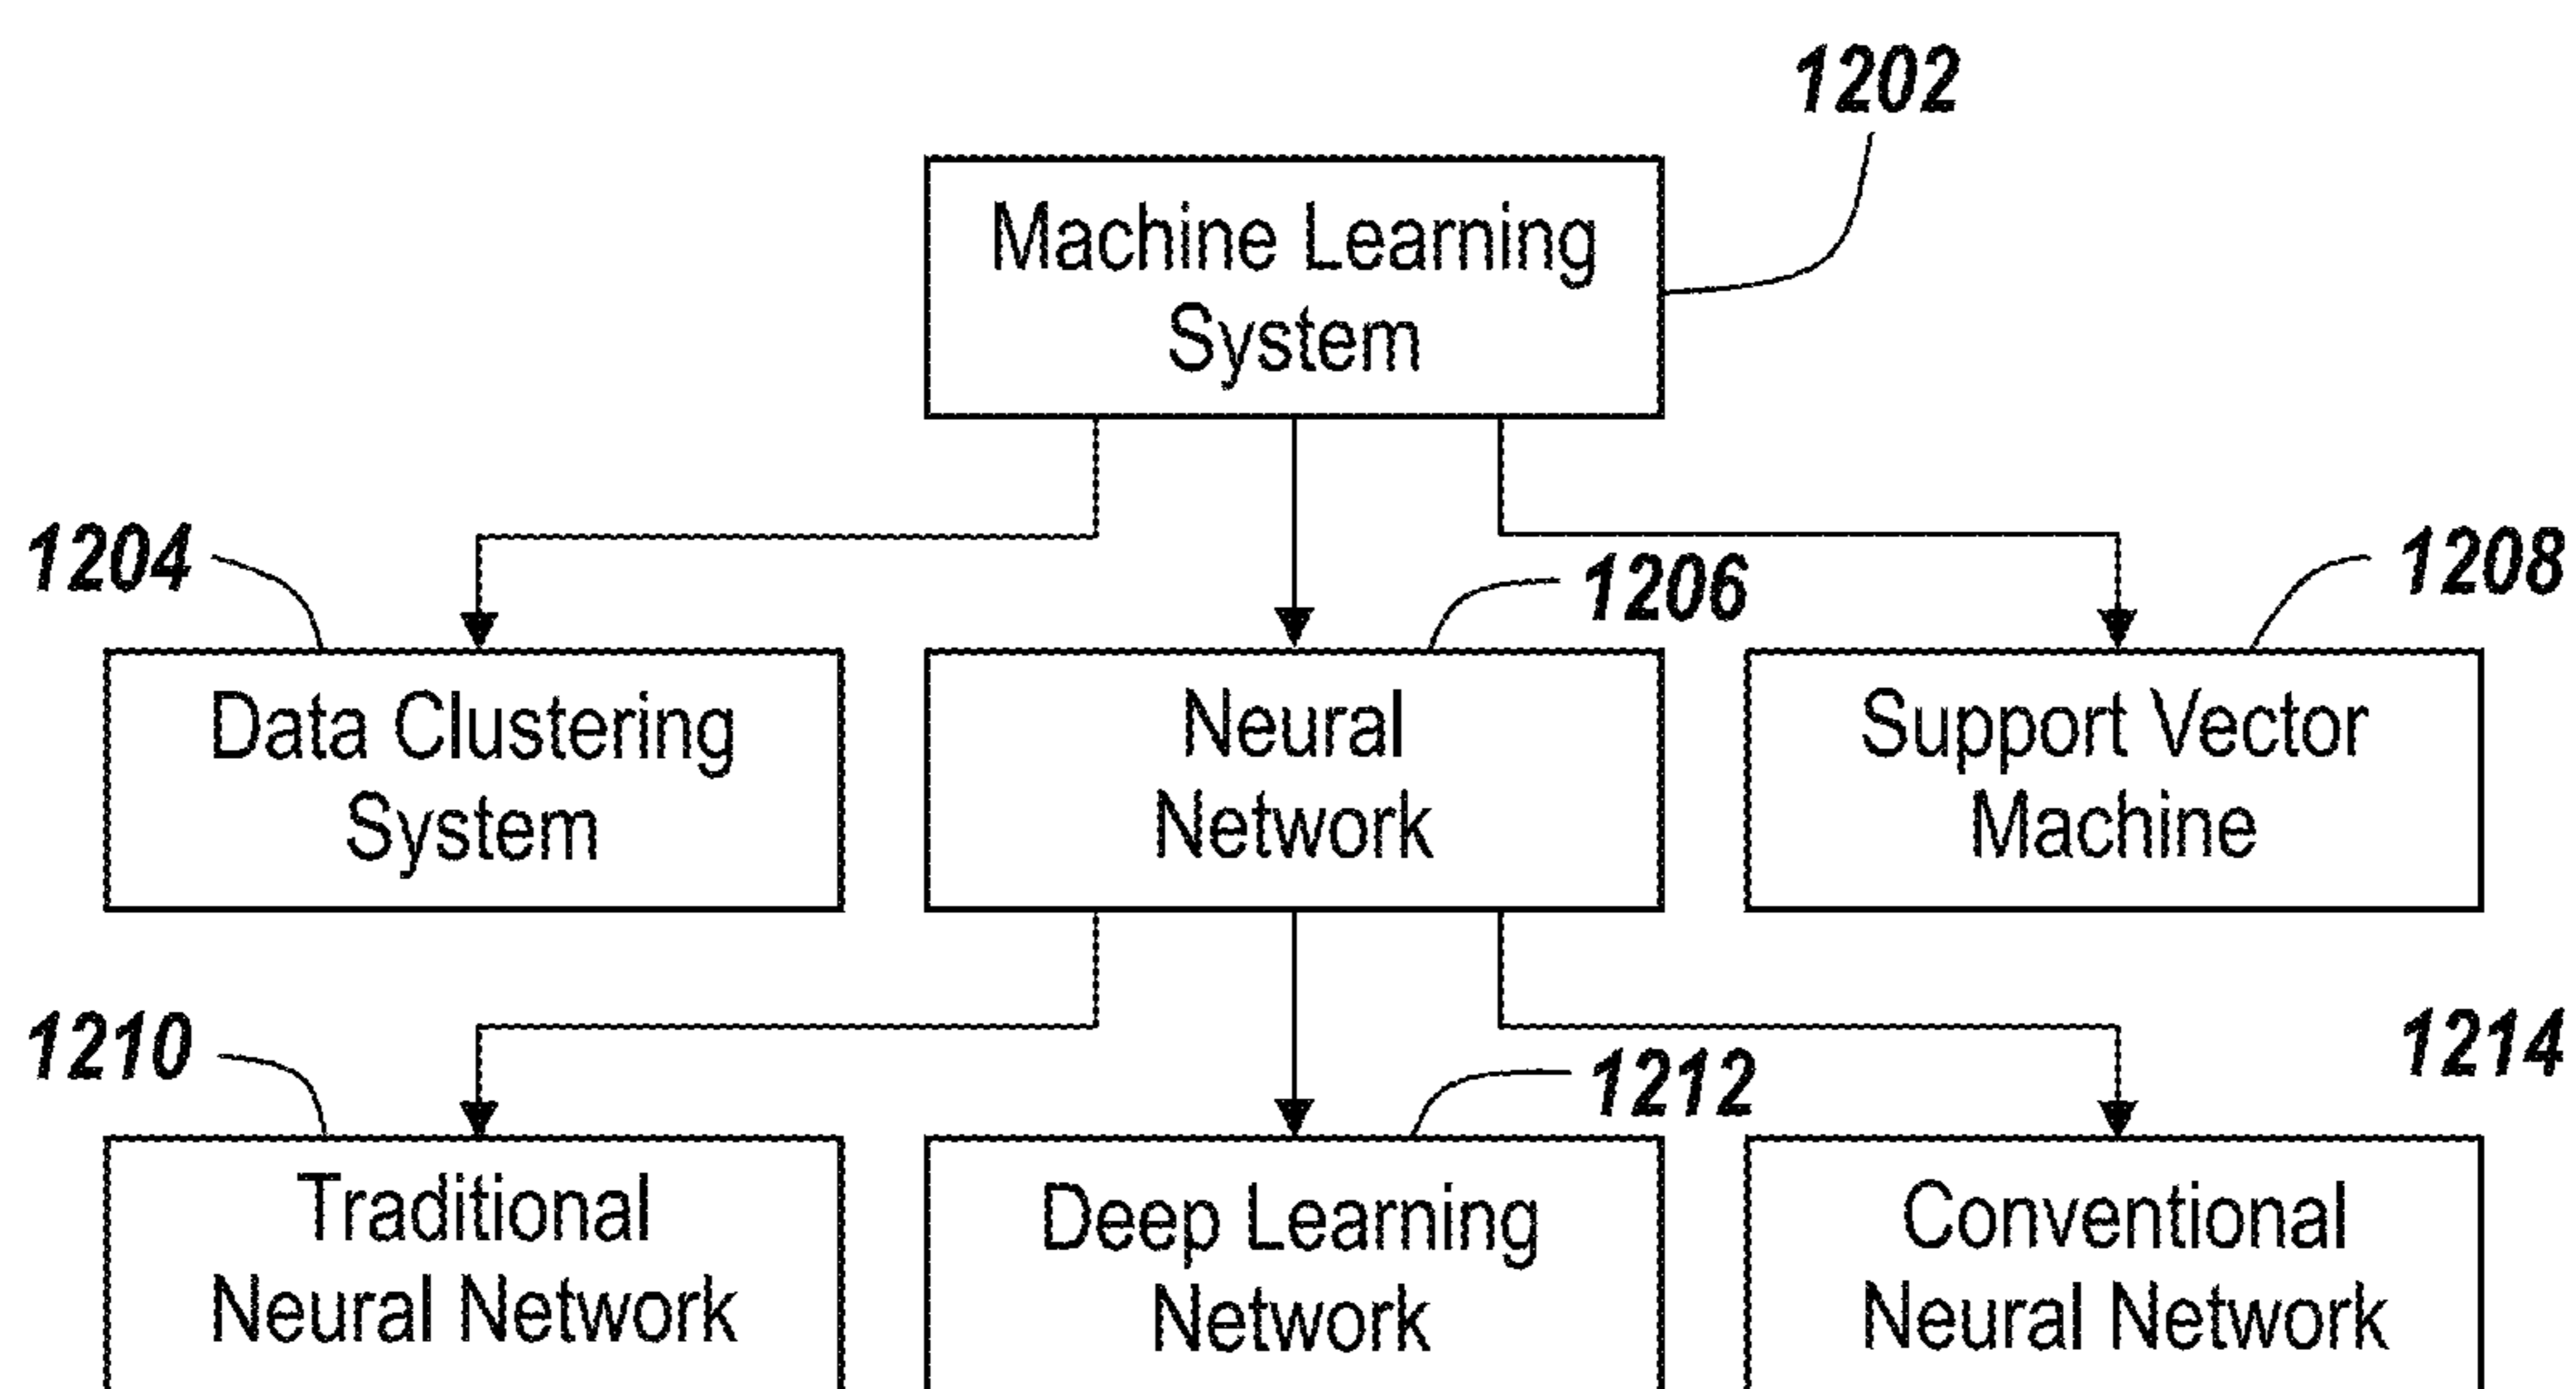 1202
Machine Learning
System
1204
1206
1208
Data Clustering
System
Neural
Network
Support Vector
Machine
1210
1212
1214
Traditional
Neural Network
Deep Learning
Network
Conventional
Neural Network